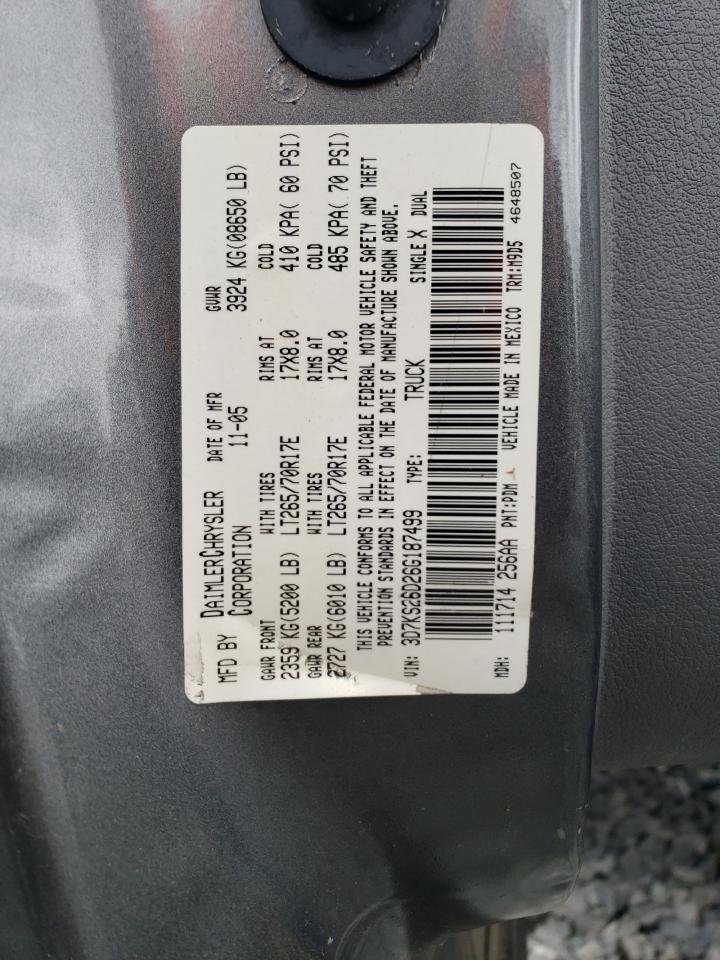 MFD BY DAIMLERCHRYSLER CORPORATION DATE OF MFR 11-05 GVWR 3924 KG(08650 LB)
GAWR FRONT WITH TIRES RIMS AT COLD
2359 KG(5200 LB) LT265/70R17E 17X8.0 410 KPA( 60 PSI)
GAWR REAR WITH TIRES RIMS AT COLD
2727 KG(6010 LB) LT265/70R17E 17X8.0 485 KPA( 70 PSI)
THIS VEHICLE CONFORMS TO ALL APPLICABLE FEDERAL MOTOR VEHICLE SAFETY AND THEFT
PREVENTION STANDARDS IN EFFECT ON THE DATE OF MANUFACTURE SHOWN ABOVE.
VIN: 3D7KS26D26G187499 TYPE: TRUCK SINGLE X DUAL
MDH: 111714 256AA PNT:PDM VEHICLE MADE IN MEXICO TRM:M9D5 4648507